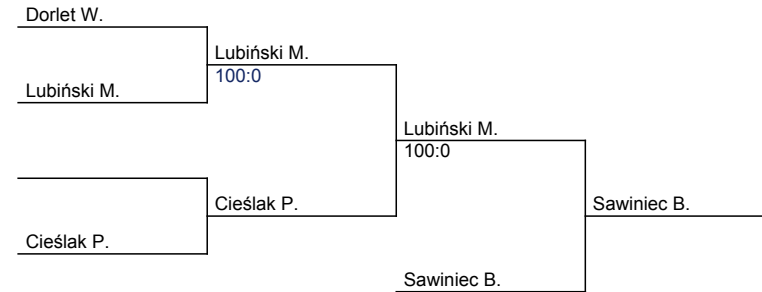 Dorlet W.
Lubiński M.
100:0
Lubiński M.
Lubiński M.
100:0
Cieślak P.
Sawiniec B.
Cieślak P.
Sawiniec B.